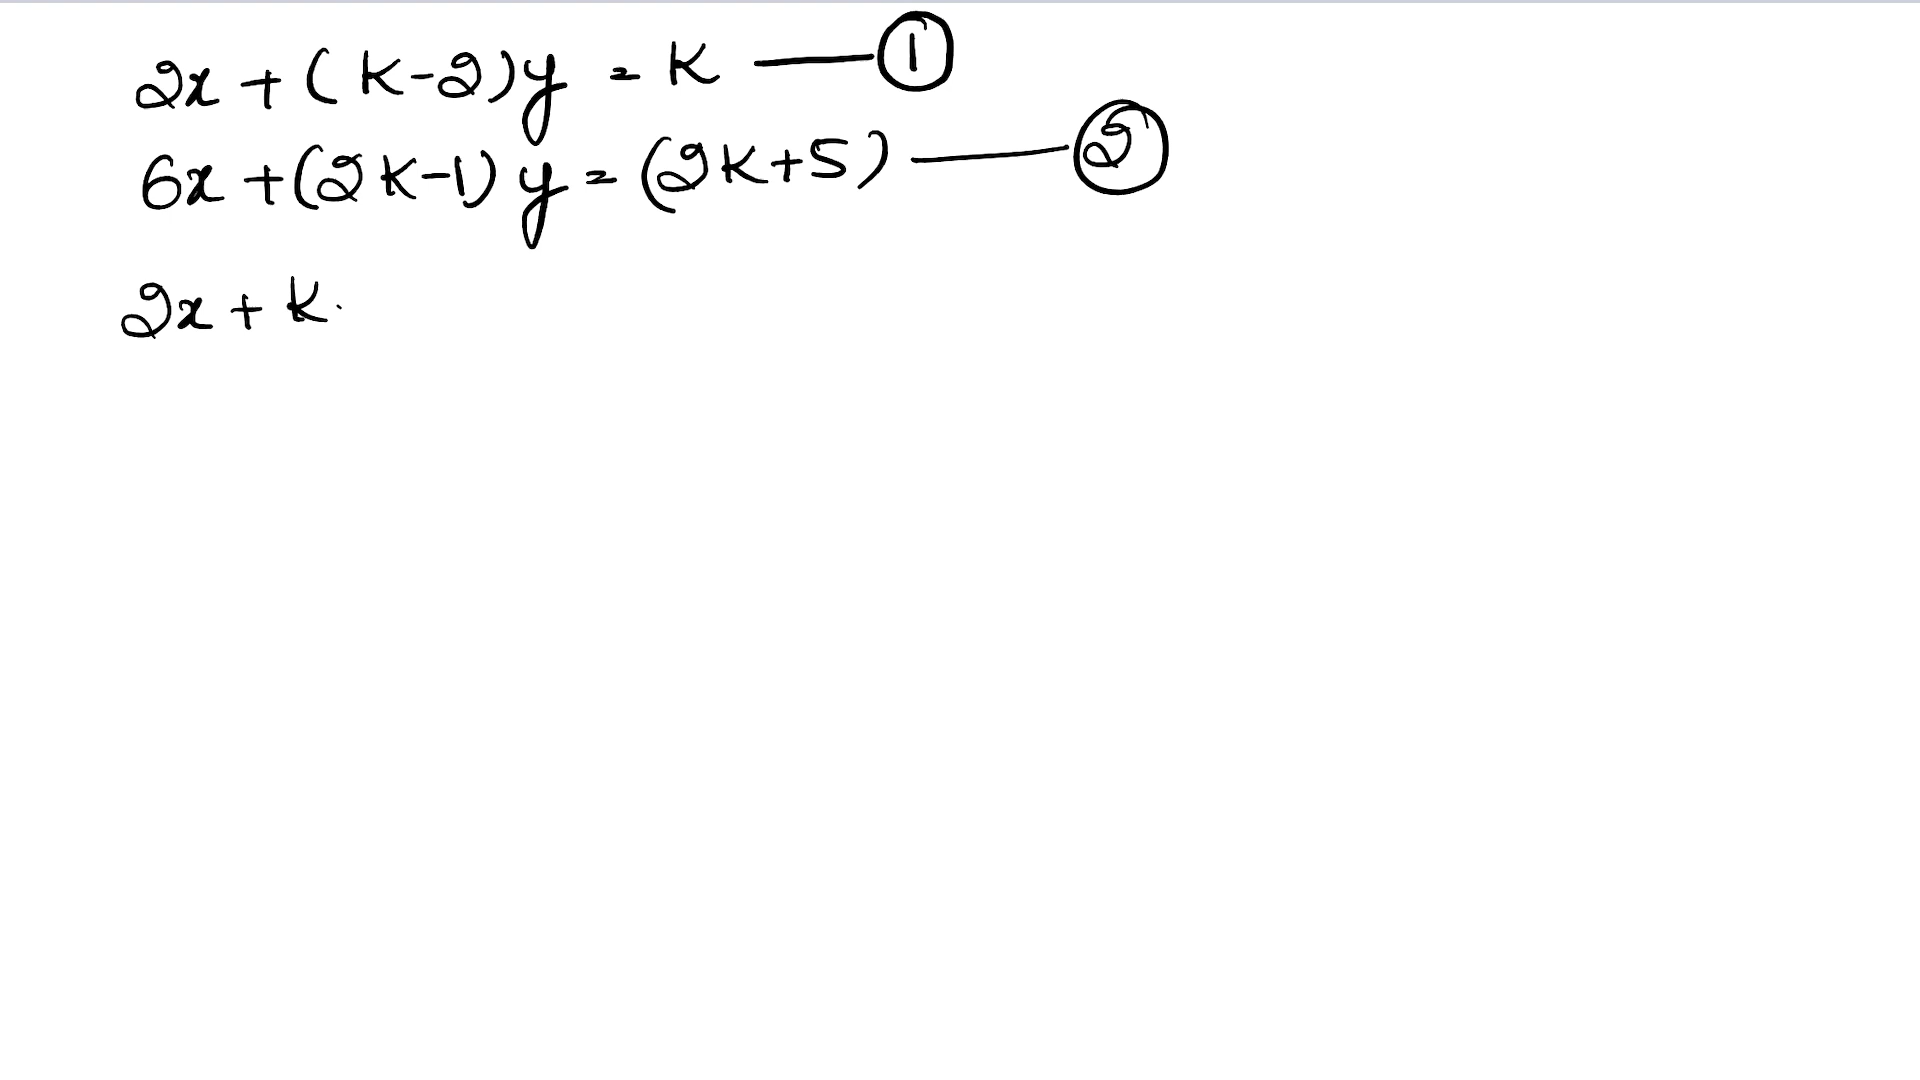 2x + (k-2)y = k —— ①
6x + (2k-1)y = (2k+5) —— ②
2x + k